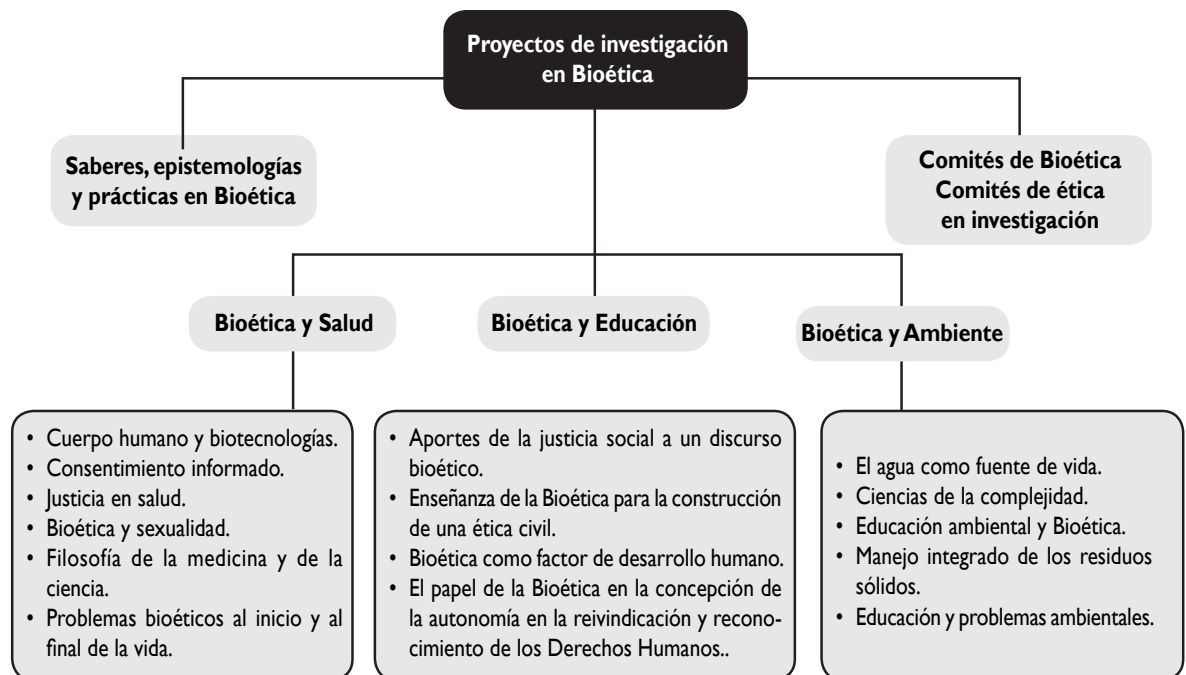 Proyectos de investigación
en Bioética
Saberes, epistemologías
y prácticas en Bioética
Comités de Bioética
Comités de ética
en investigación
Bioética y Salud
Bioética y Educación
Bioética y Ambiente
• Cuerpo humano y biotecnologías.
• Consentimiento informado.
• Justicia en salud.
• Bioética y sexualidad.
• Filosofía de la medicina y de la
ciencia.
• Problemas bioéticos al inicio y al
final de la vida.
• Aportes de la justicia social a un discurso
bioético.
• Enseñanza de la Bioética para la construcción
de una ética civil.
• Bioética como factor de desarrollo humano.
• El papel de la Bioética en la concepción de
la autonomía en la reivindicación y recono-
cimiento de los Derechos Humanos..
• El agua como fuente de vida.
• Ciencias de la complejidad.
• Educación ambiental y Bioética.
• Manejo integrado de los residuos
sólidos.
• Educación y problemas ambientales.